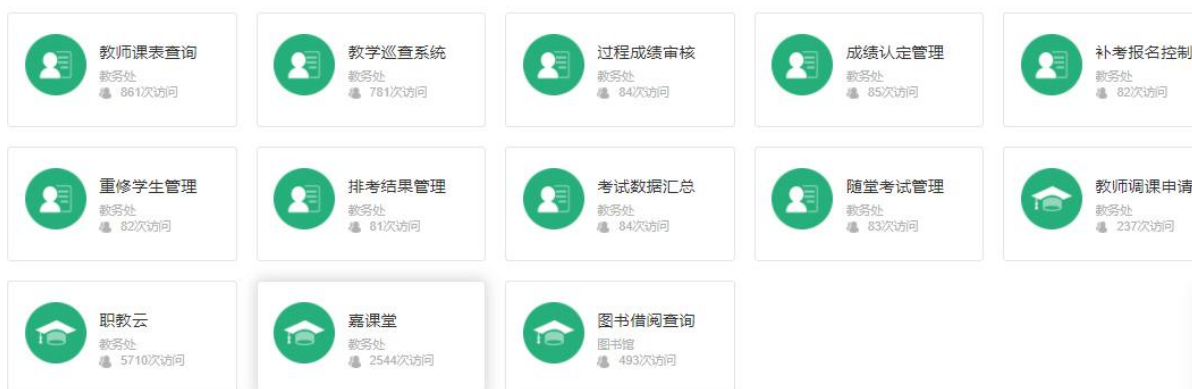 教师课表查询
教务处
861次访问
教学巡查系统
教务处
781次访问
过程成绩审核
教务处
84次访问
成绩认定管理
教务处
85次访问
补考报名控制
教务处
82次访问
重修学生管理
教务处
82次访问
排考结果管理
教务处
81次访问
考试数据汇总
教务处
84次访问
随堂考试管理
教务处
83次访问
教师调课申请
教务处
237次访问
职教云
教务处
5710次访问
嘉课堂
教务处
2544次访问
图书借阅查询
图书馆
493次访问